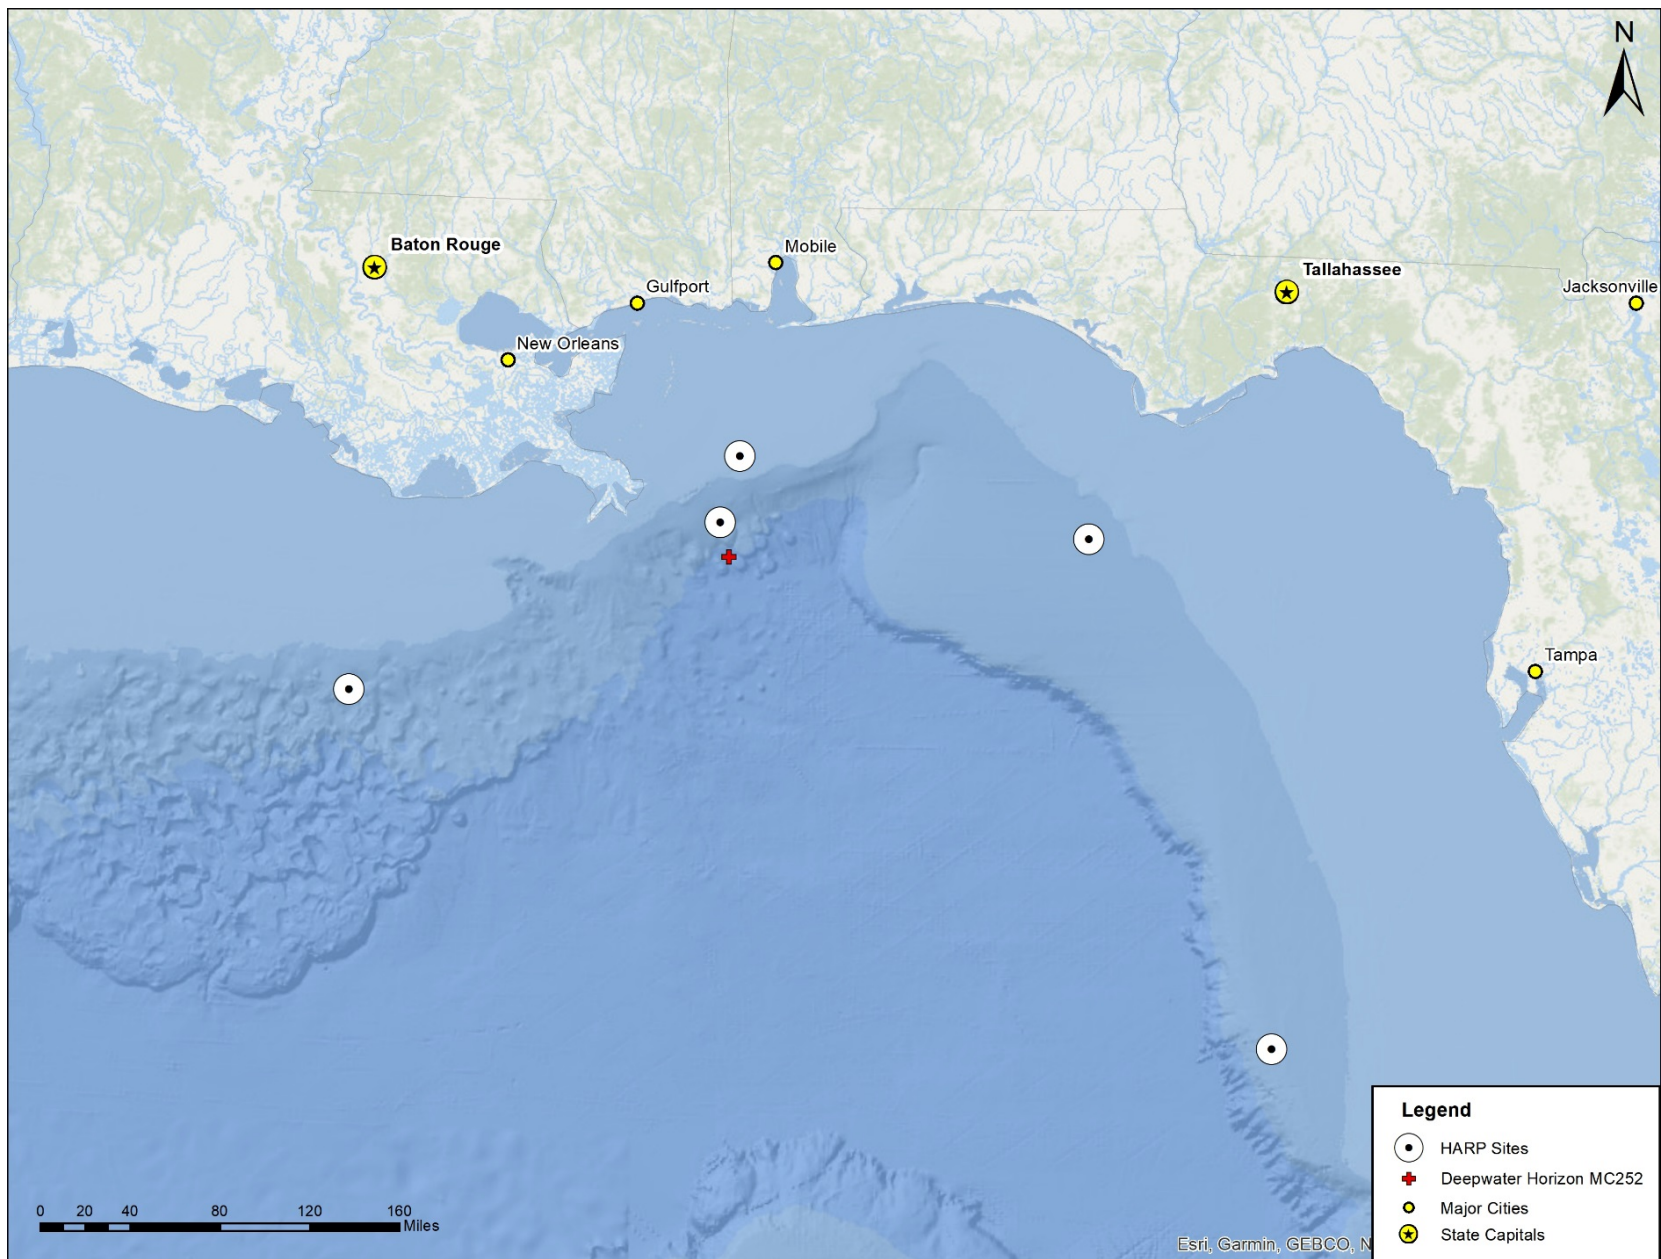 N
Baton Rouge
Mobile
Tallahassee
Gulfport
Jacksonville
New Orleans
Tampa
Legend
HARP Sites
Deepwater Horizon MC252
Major Cities
State Capitals
0 20 40 80 120 160
Miles
Esri, Garmin, GEBCO, N